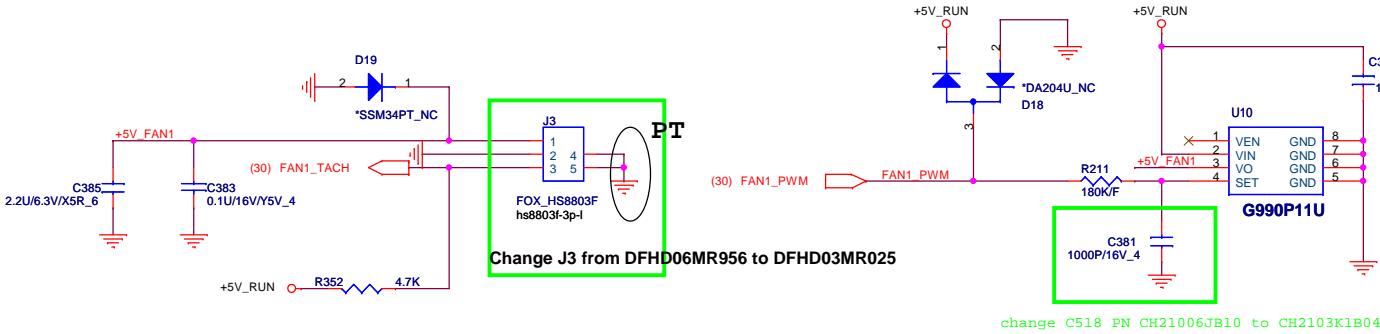 +5V_RUN
+5V_RUN
1
2
3
*DA204U_NC
D18
C3
1
D19
2
1
*SSM34PT_NC
+5V_FAN1
J3
PT
1
2
3
4
5
(30) FAN1_TACH
C385
2.2U/6.3V/X5R_6
C383
0.1U/16V/Y5V_4
FOX_HS8803F
hs8803f-3p-l
U10
1 VEN GND 8
2 VIN GND 7
+5V_FAN1
3 VO GND 6
4 SET GND 5
G990P11U
(30) FAN1_PWM
FAN1_PWM
R211
180K/F
C381
1000P/16V_4
Change J3 from DFHD06MR956 to DFHD03MR025
+5V_RUN
R352
4.7K
change C518 PN CH21006JB10 to CH2103K1B04